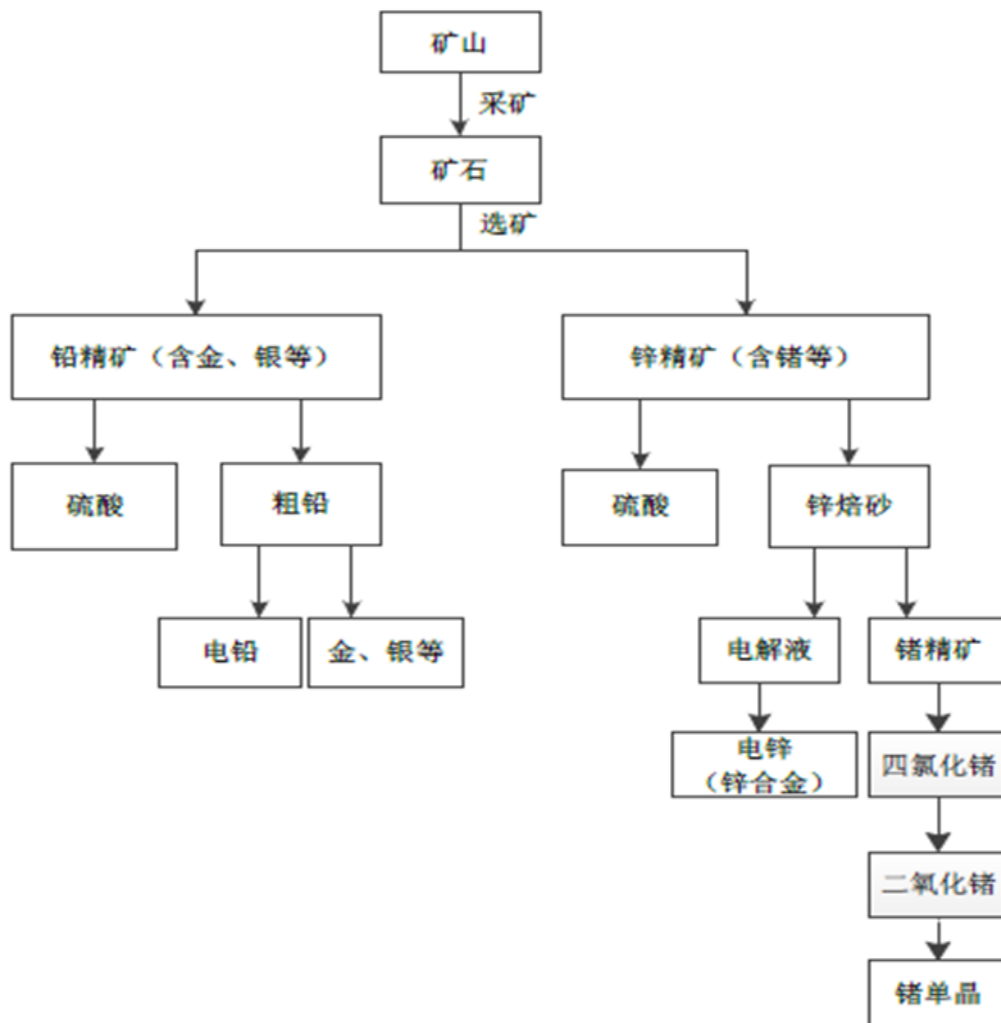 矿山
采矿
矿石
选矿
铅精矿（含金、银等）
锌精矿（含锗等）
硫酸
粗铅
硫酸
锌焙砂
电铅
金、银等
电解液
锗精矿
电锌
（锌合金）
四氯化锗
二氧化锗
锗单晶